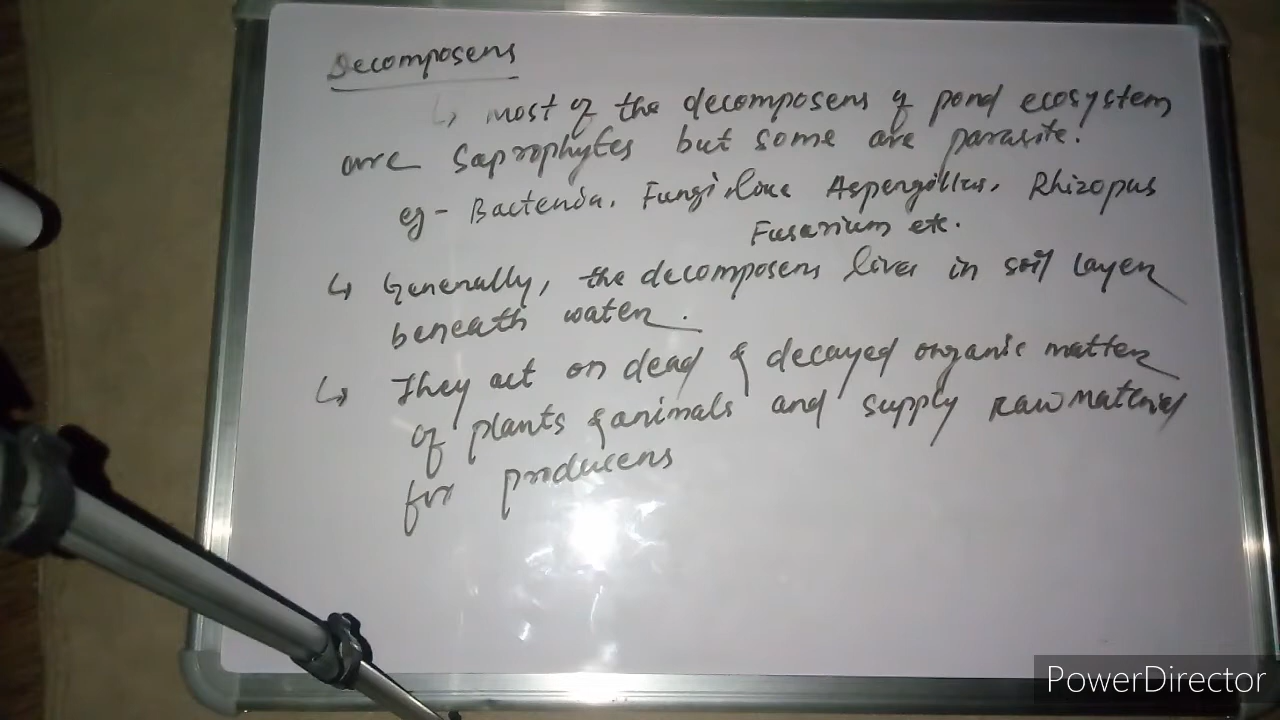 Decomposers
↳ most of the decomposers of pond ecosystem
are Saprophytes but some are parasite.
eg - Bacteria, Fungi like Aspergillus, Rhizopus
Fusarium etc.
↳ Generally, the decomposers lives in soil layer
beneath water.
↳ They act on dead & decayed organic matter
of plants & animals and supply raw material
for producers
PowerDirector